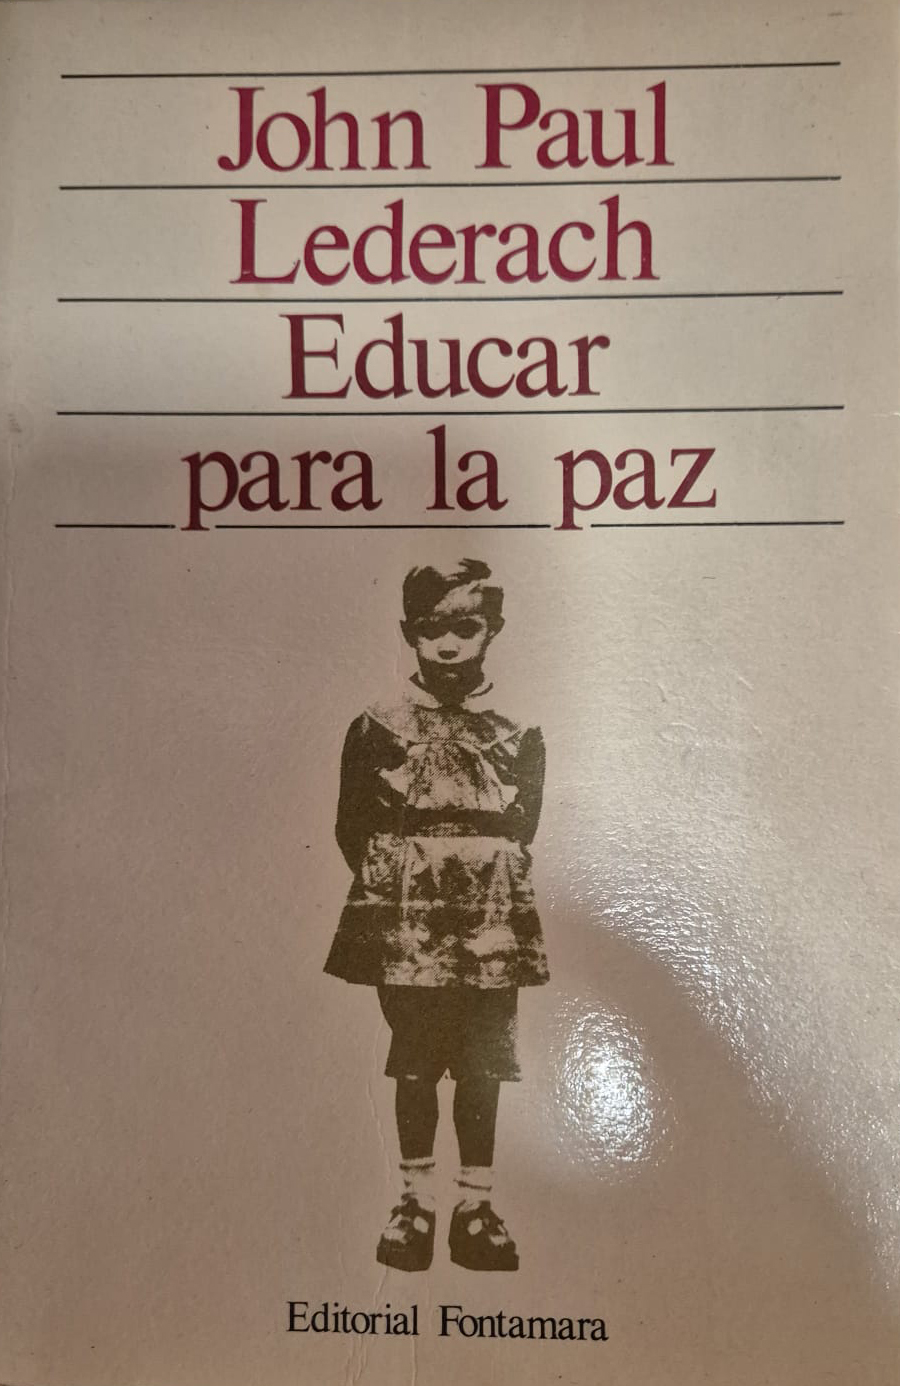 John Paul
Lederach
Educar
para la paz
Editorial Fontamara